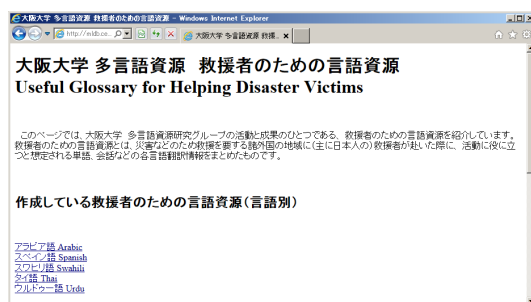 大阪大学 多言語資源 救援者のための言語資源 - Windows Internet Explorer
大阪大学 多言語資源 救援...
大阪大学 多言語資源 救援者のための言語資源
Useful Glossary for Helping Disaster Victims
このページでは、大阪大学 多言語資源研究グループの活動と成果のひとつである、救援者のための言語資源を紹介しています。
救援者のための言語資源とは、災害などのため救援を要する諸外国の地域に(主に日本人の)救援者が赴いた際に、活動に役に立
つと想定される単語、会話などの各言語翻訳情報をまとめたものです。
作成している救援者のための言語資源(言語別)
アラビア語 Arabic
スペイン語 Spanish
スワヒリ語 Swahili
タイ語 Thai
ウルドゥー語 Urdu